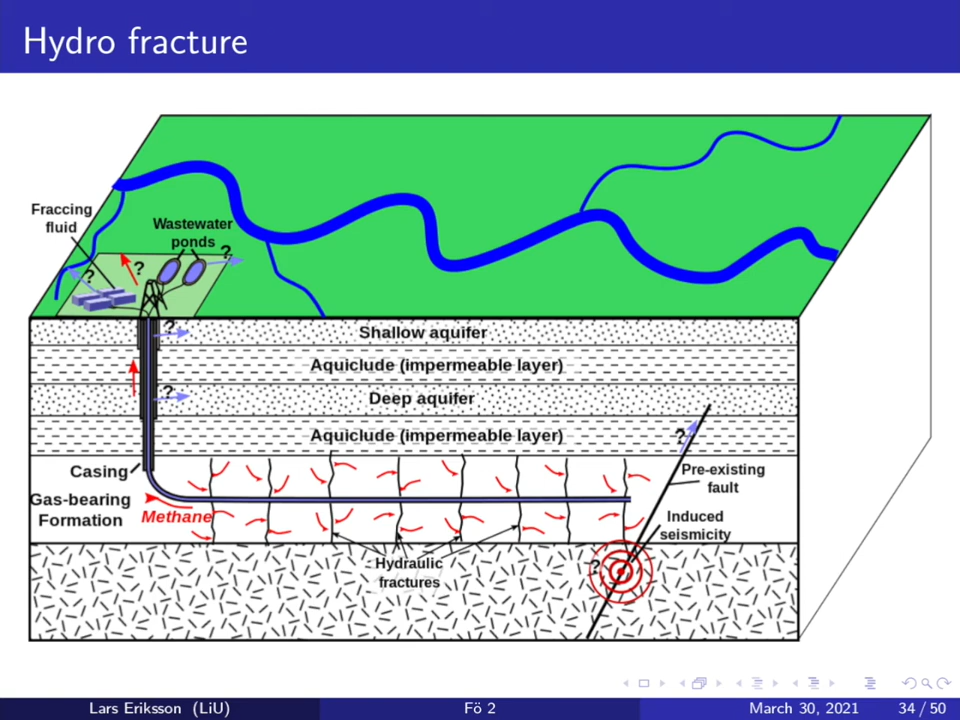 Hydro fracture
Fraccing
fluid
Wastewater
ponds
?
?
?
?
Shallow aquifer
Aquiclude (impermeable layer)
?
Deep aquifer
Aquiclude (impermeable layer)
?
Casing
Pre-existing
fault
Gas-bearing
Formation
Methane
Induced
seismicity
Hydraulic
fractures
?
Lars Eriksson (LiU)
Fö 2
March 30, 2021
34 / 50